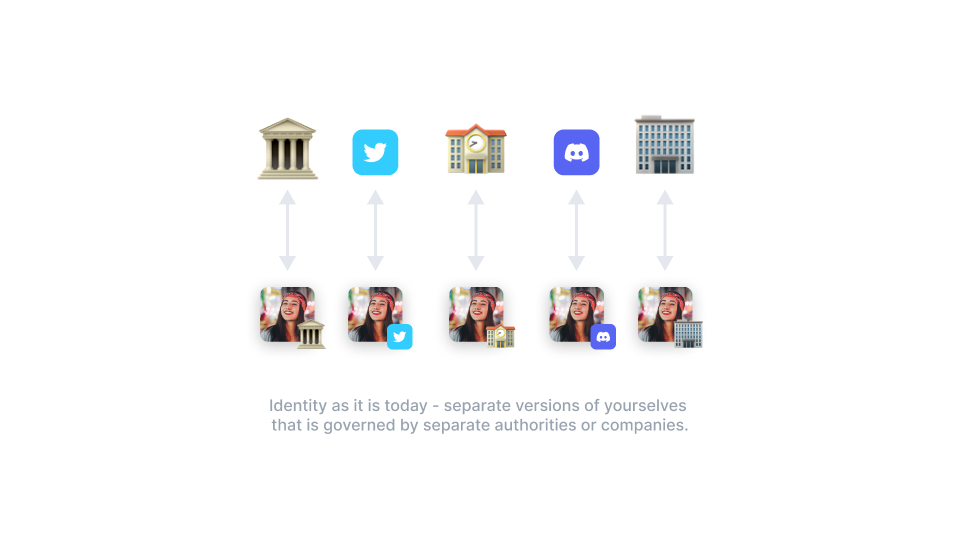 Identity as it is today - separate versions of yourselves
that is governed by separate authorities or companies.